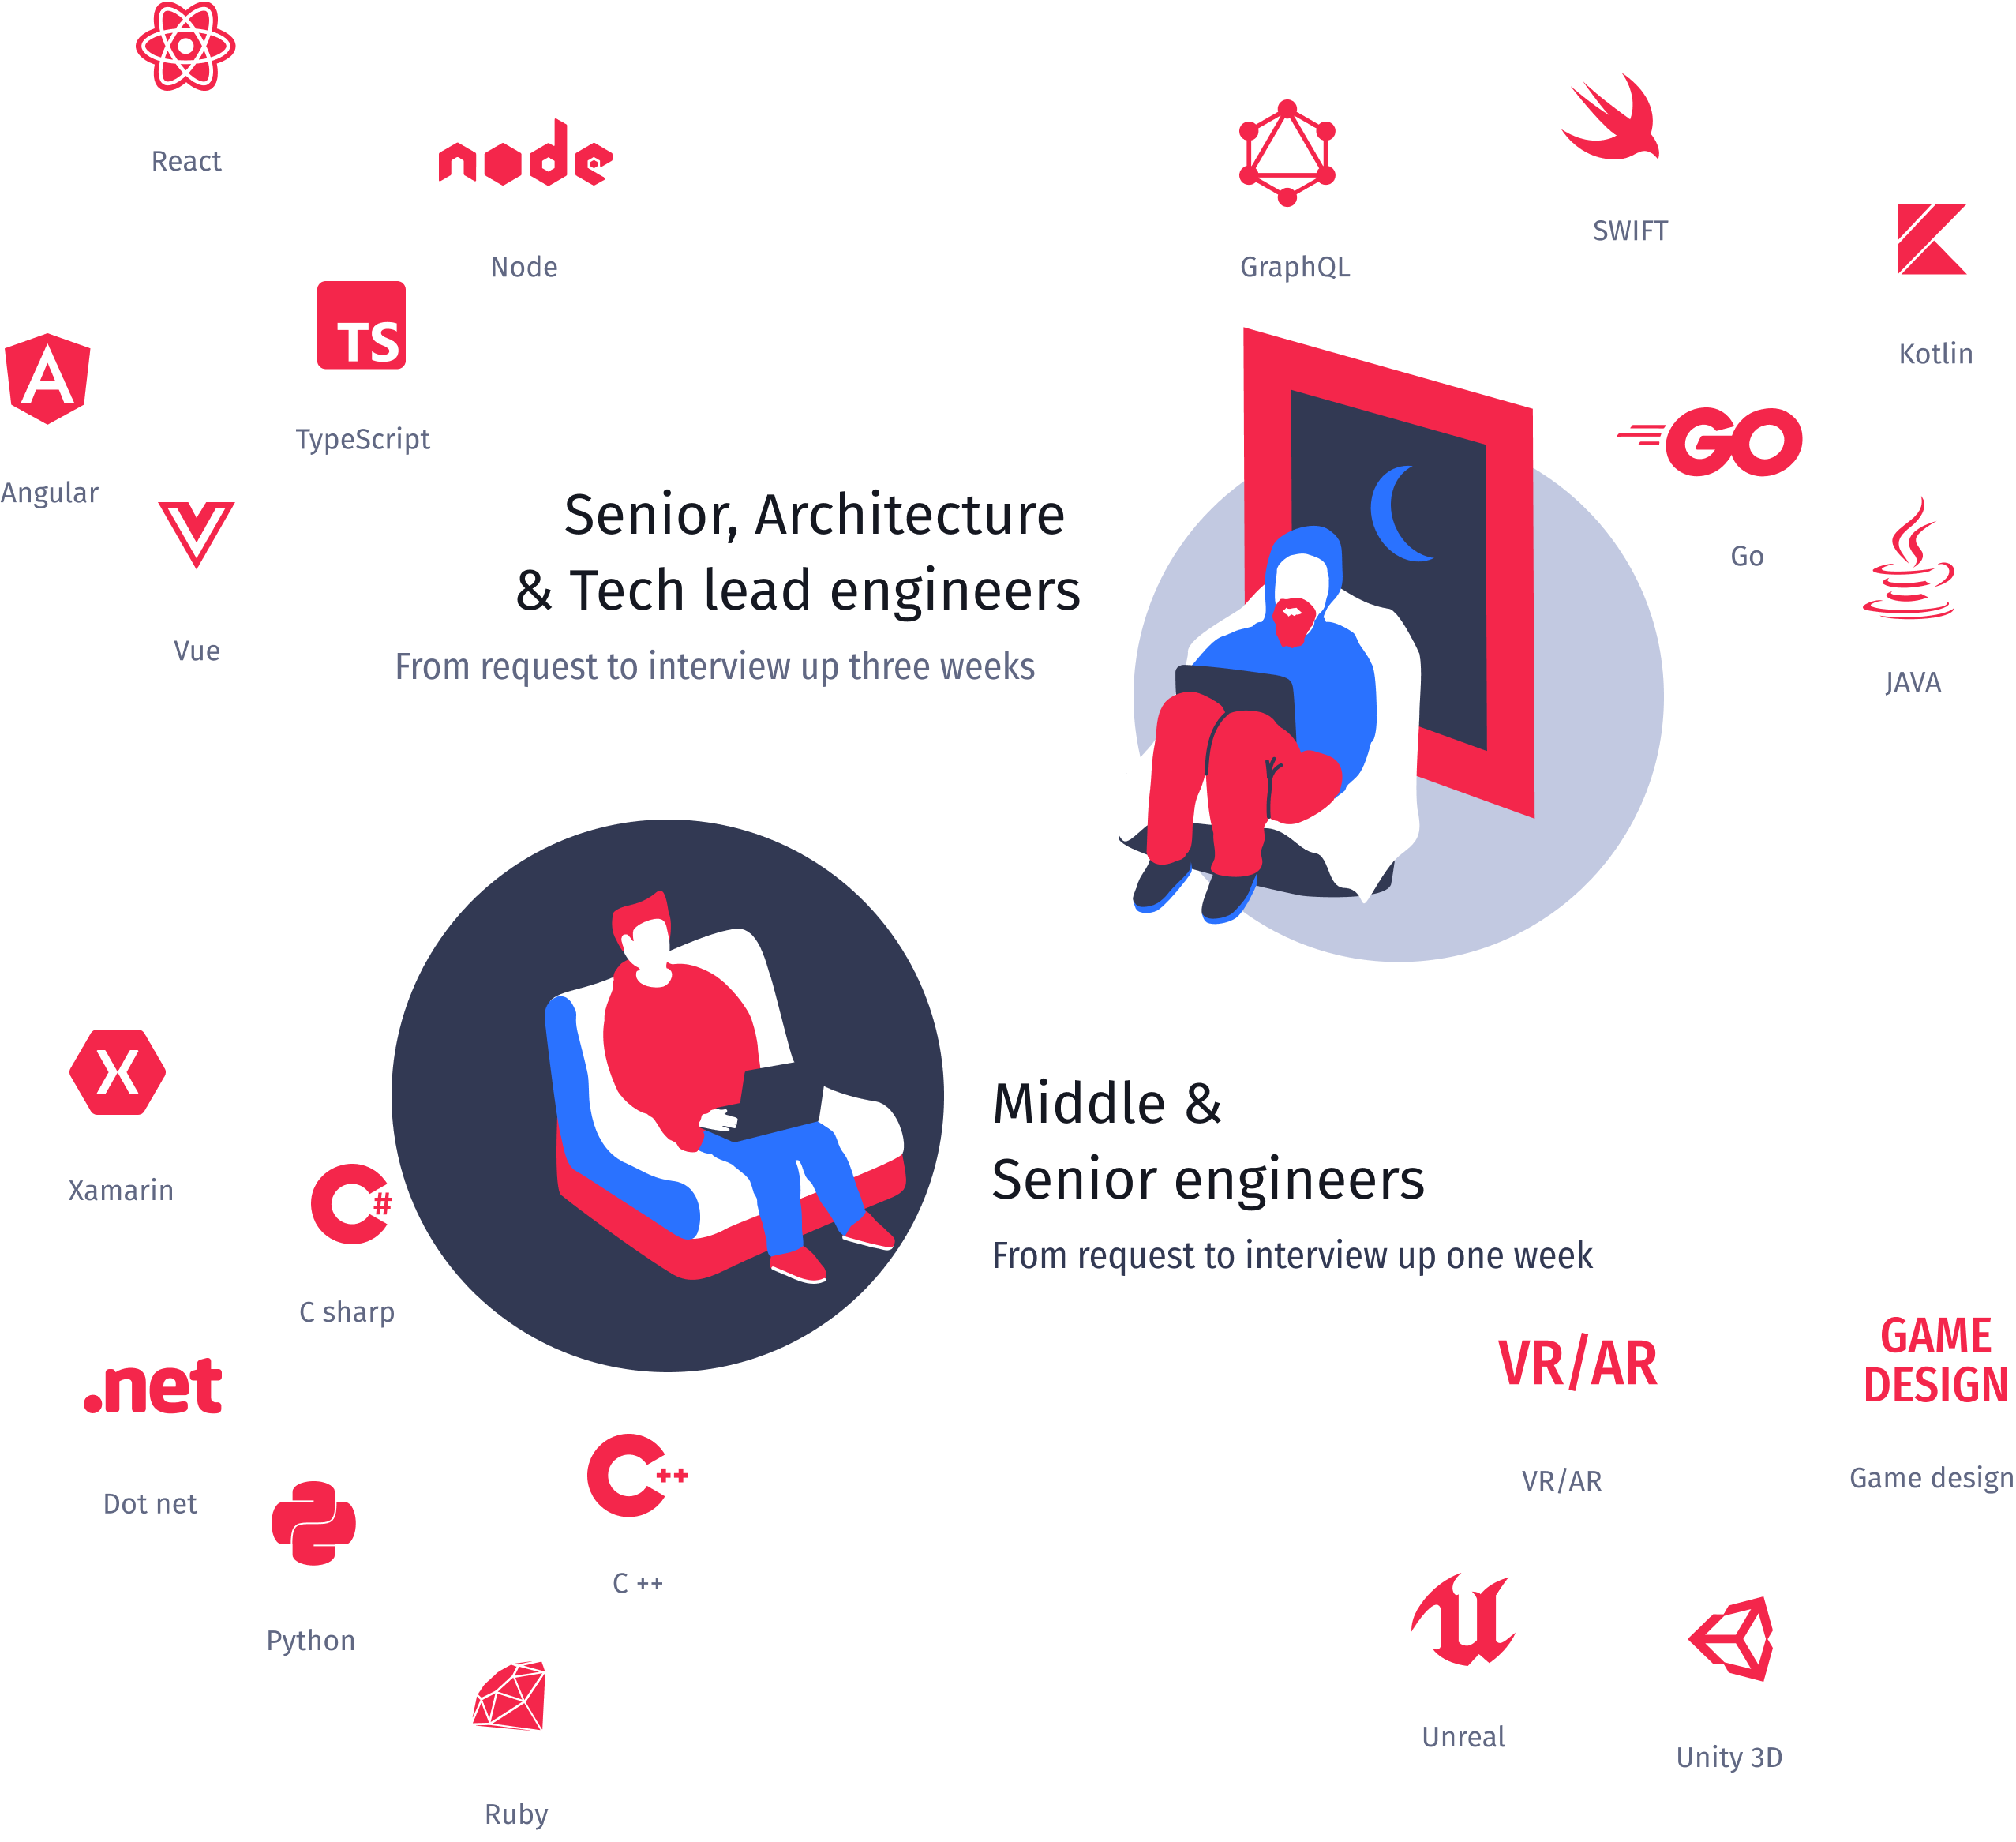 React
node
Node
GraphQL
SWIFT
Kotlin
TS
TypeScript
A
Angular
GO
Go
Vue
JAVA
Senior, Architecture
& Tech lead engineers
From request to interview up three weeks
X
Xamarin
C#
C sharp
Middle &
Senior engineers
From request to interview up one week
.net
Dot net
Python
C++
C ++
Ruby
VR/AR
VR/AR
GAME
DESIGN
Game design
Unreal
Unity 3D